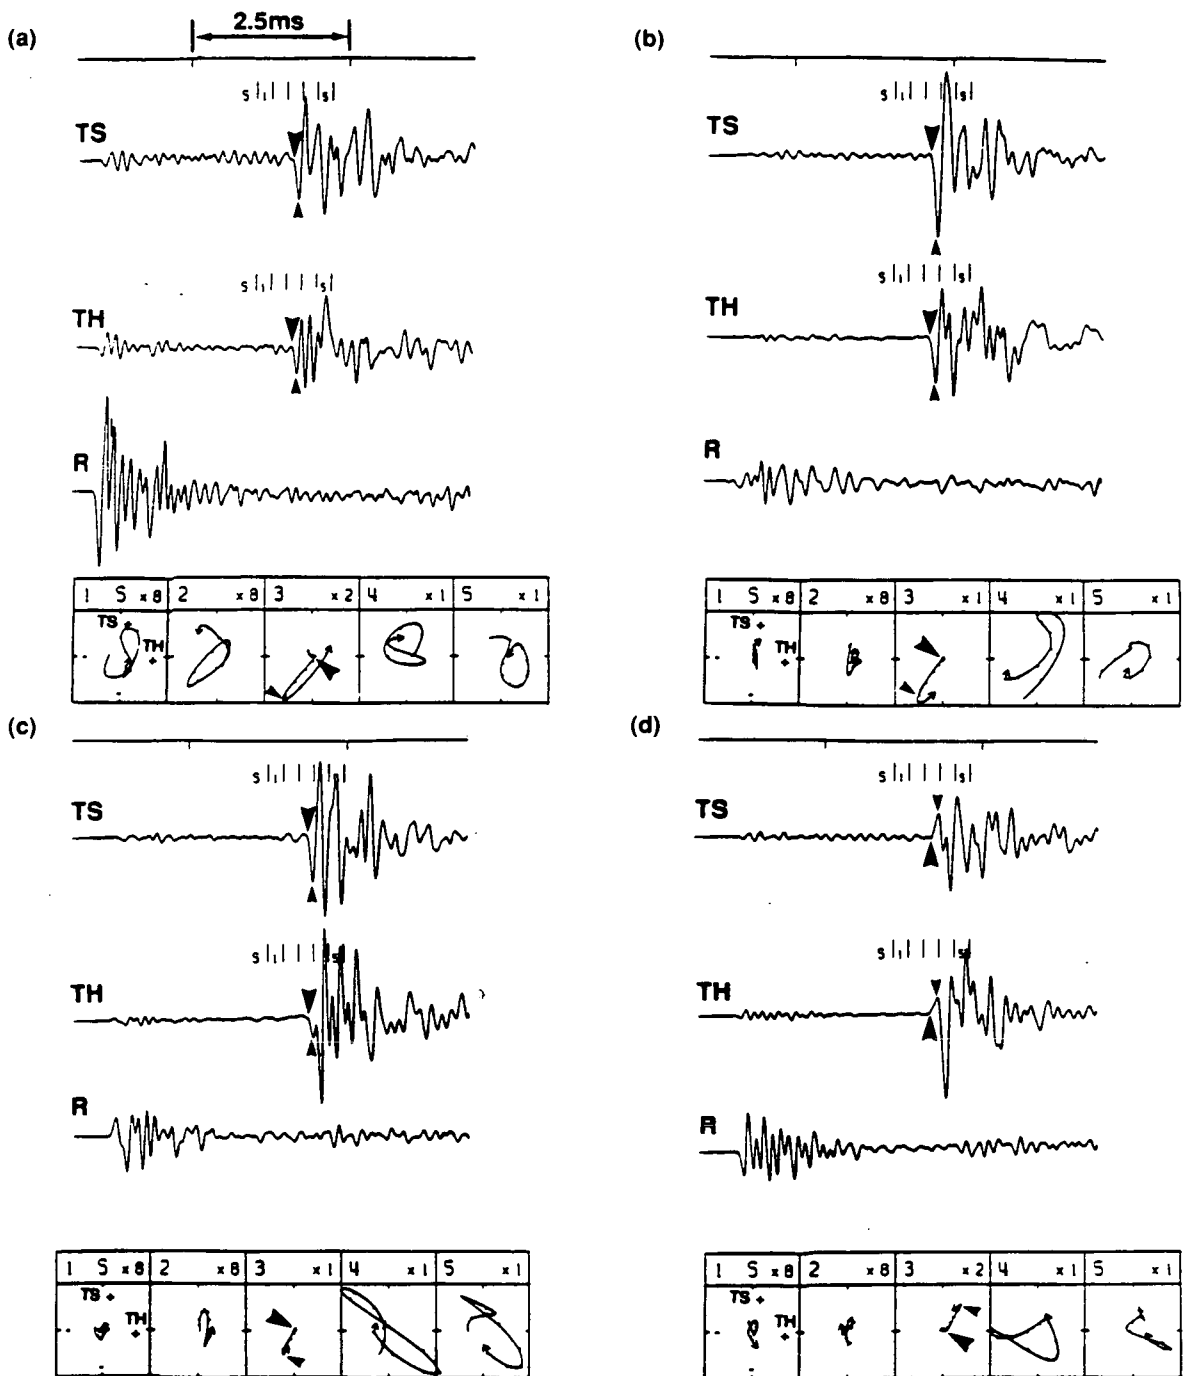 (a)
2.5ms
S I S
TS
S I S
TH
R
1 S x8 2 x8 3 x2 4 x1 5 x1
TS +
TH
+
(b)
S I S
TS
S I S
TH
R
1 S x8 2 x8 3 x1 4 x1 5 x1
TS +
TH
+
(c)
S I S
TS
S I S
TH
R
1 S x8 2 x8 3 x1 4 x1 5 x1
TS +
TH
+
(d)
S I S
TS
S I S
TH
R
1 S x8 2 x8 3 x2 4 x1 5 x1
TS +
TH
+